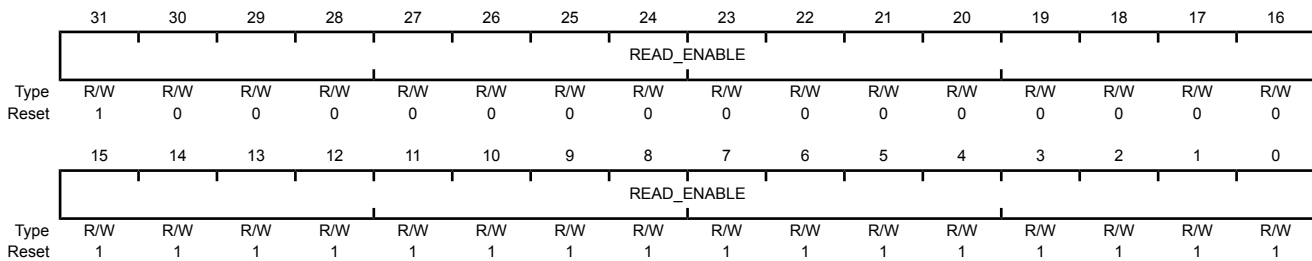 31 30 29 28 27 26 25 24 23 22 21 20 19 18 17 16
READ_ENABLE
Type R/W R/W R/W R/W R/W R/W R/W R/W R/W R/W R/W R/W R/W R/W R/W R/W
Reset 1 0 0 0 0 0 0 0 0 0 0 0 0 0 0 0
15 14 13 12 11 10 9 8 7 6 5 4 3 2 1 0
READ_ENABLE
Type R/W R/W R/W R/W R/W R/W R/W R/W R/W R/W R/W R/W R/W R/W R/W R/W
Reset 1 1 1 1 1 1 1 1 1 1 1 1 1 1 1 1